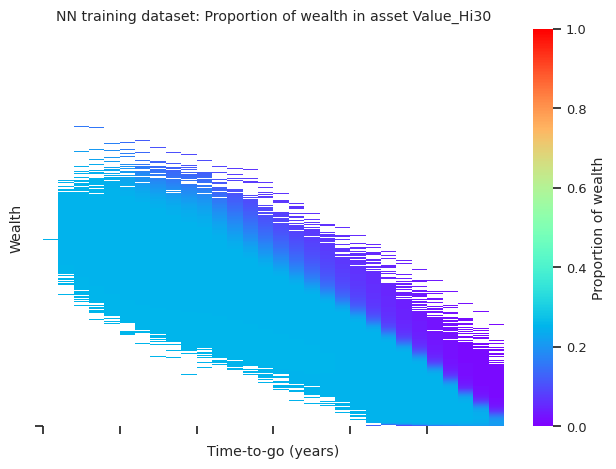 NN training dataset: Proportion of wealth in asset Value_Hi30
Wealth
Time-to-go (years)
1.0
0.8
0.6
0.4
0.2
0.0
Proportion of wealth